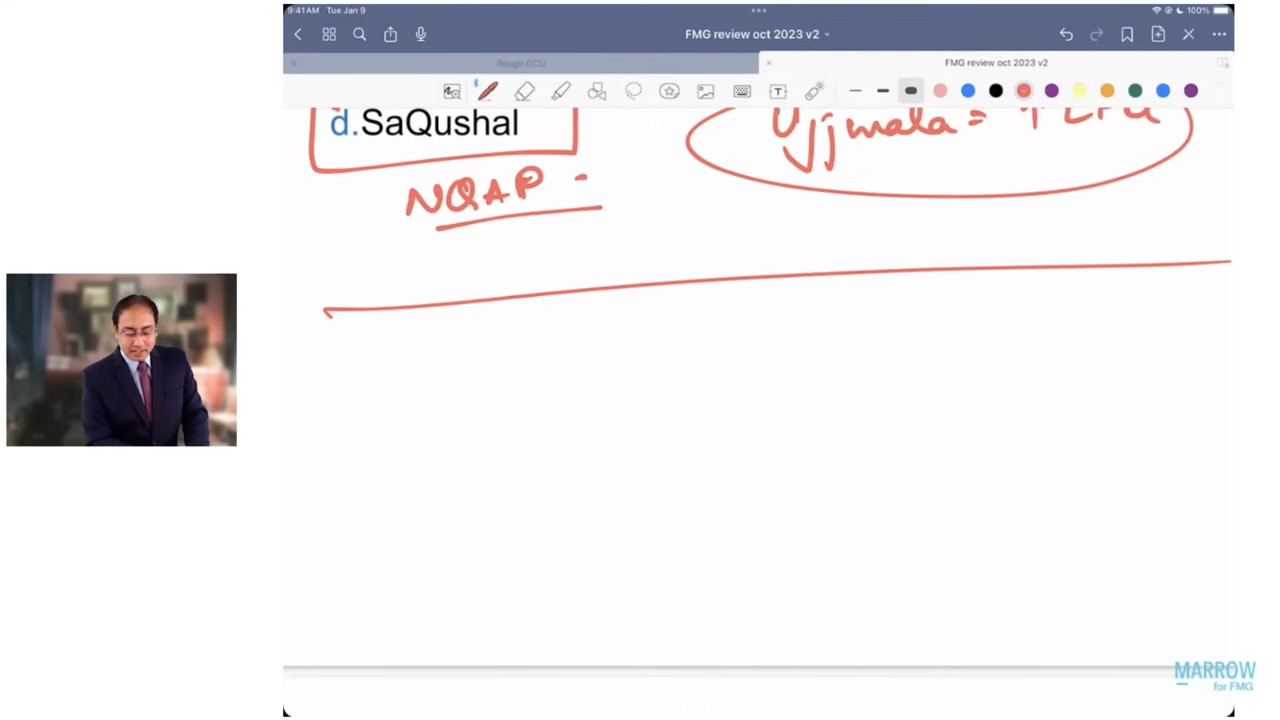 9:41 AM Tue Jan 9
100%
FMG review oct 2023 v2
Rough CCU
FMG review oct 2023 v2
T
d.SaQushal
Ujjwala = ↑ LPG
NQAP -
MARROW
for FMG